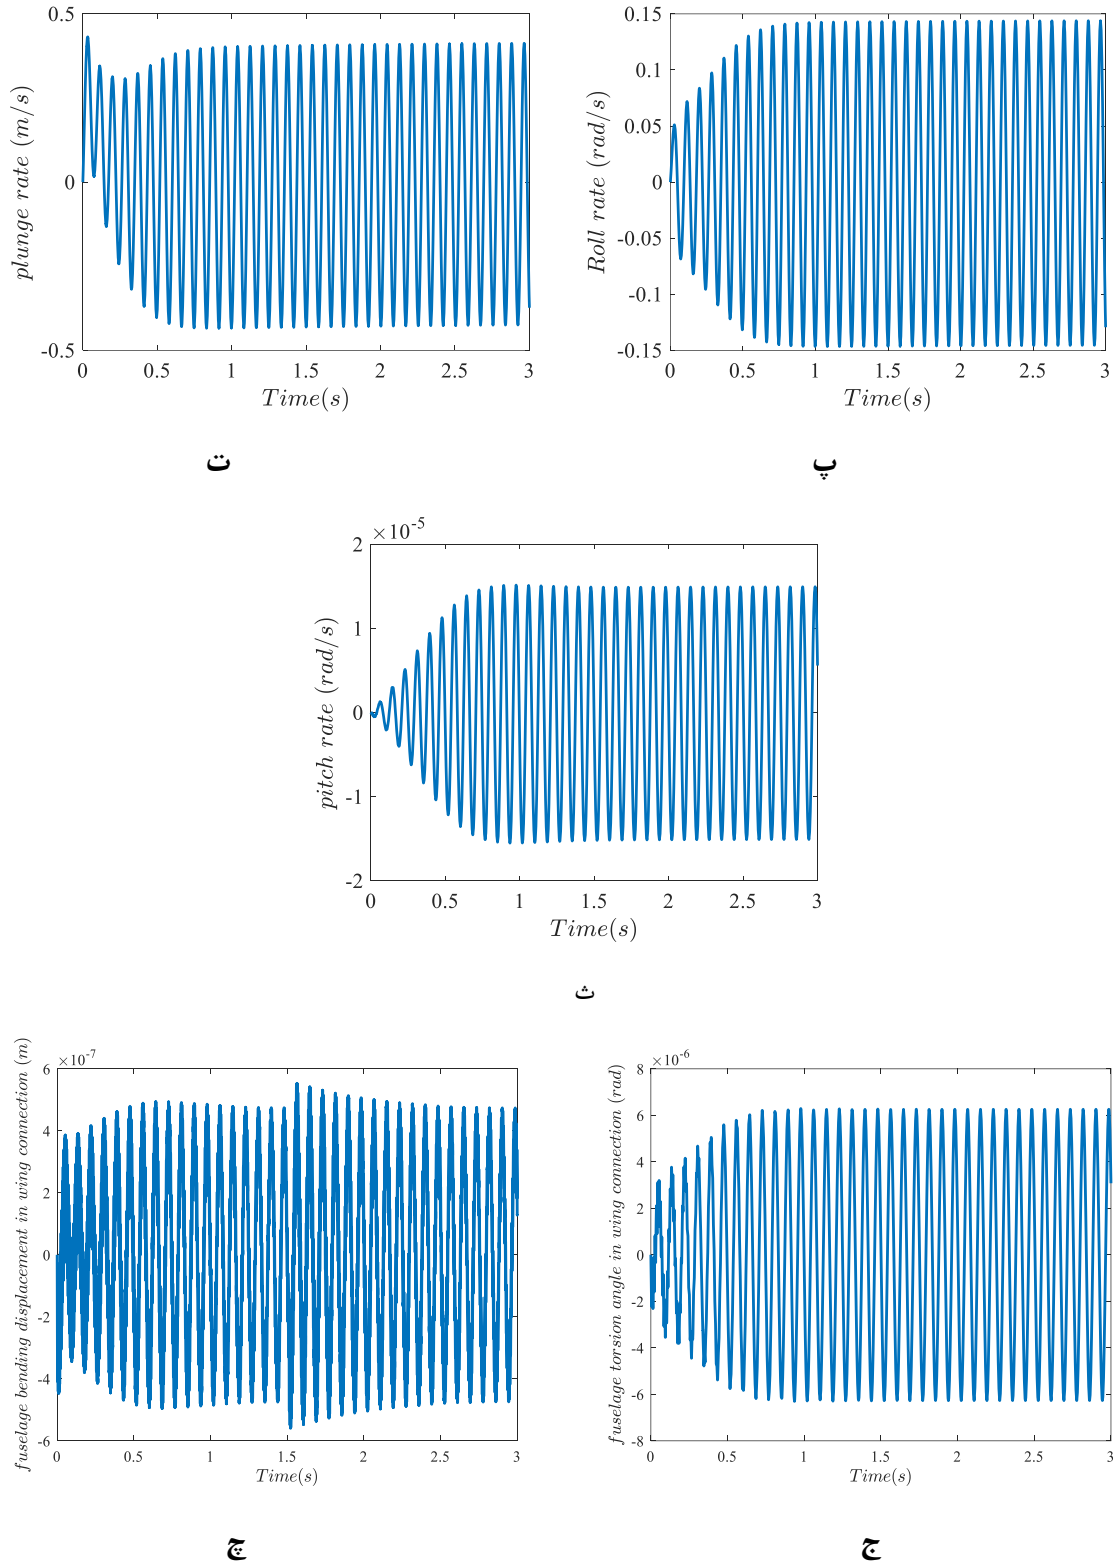 plunge rate (m/s)
0.5
0
-0.5
0 0.5 1 1.5 2 2.5 3
Time(s)
ت
Roll rate (rad/s)
0.15
0.1
0.05
0
-0.05
-0.1
-0.15
0 0.5 1 1.5 2 2.5 3
Time(s)
پ
pitch rate (rad/s)
×10-5
2
1
0
-1
-2
0 0.5 1 1.5 2 2.5 3
Time(s)
ث
fuselage bending displacement in wing connection (m)
×10-7
6
4
2
0
-2
-4
-6
0 0.5 1 1.5 2 2.5 3
Time(s)
چ
fuselage torsion angle in wing connection (rad)
×10-6
8
6
4
2
0
-2
-4
-6
-8
0 0.5 1 1.5 2 2.5 3
Time(s)
ج